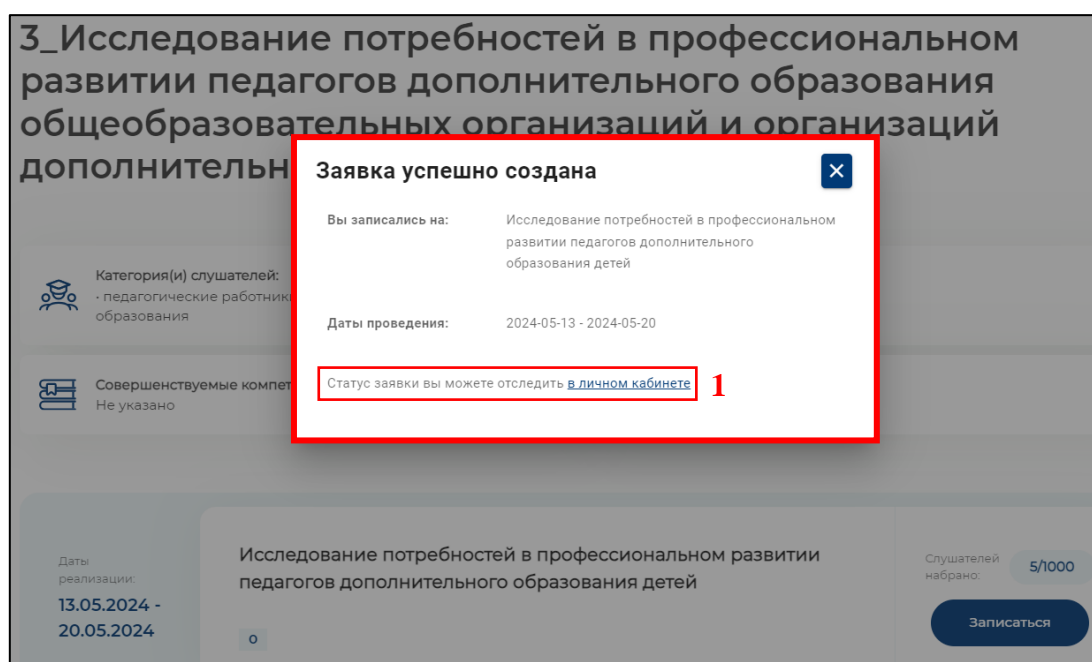 3_Исследование потребностей в профессиональном
развитии педагогов дополнительного образования
общеобразовательных организаций и организаций
дополнительн
Заявка успешно создана
Вы записались на:
Исследование потребностей в профессиональном
развитии педагогов дополнительного
образования детей
Даты проведения:
2024-05-13 - 2024-05-20
Статус заявки вы можете отследить в личном кабинете
1
Категория(и) слушателей:
• педагогические работники
образования
Совершенствуемые компет
Не указано
Даты
реализации:
13.05.2024 -
20.05.2024
Исследование потребностей в профессиональном развитии
педагогов дополнительного образования детей
О
Слушателей
набрано:
5/1000
Записаться